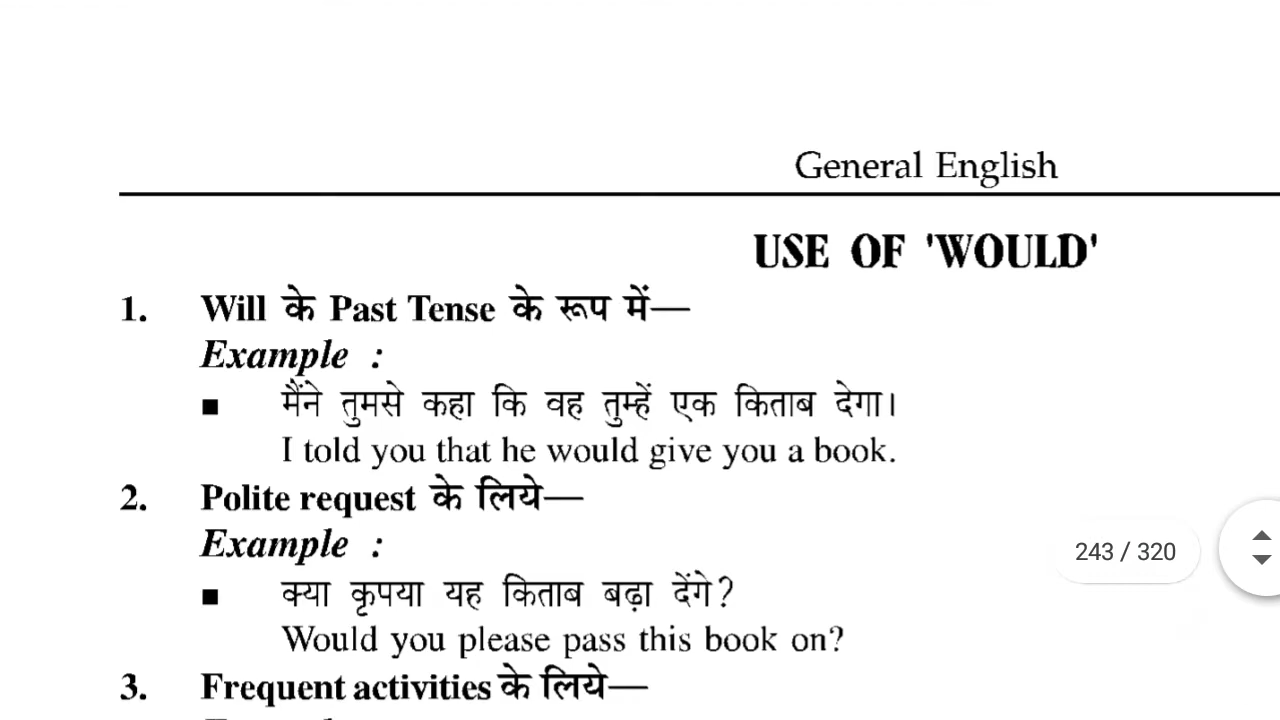 General English
USE OF 'WOULD'
1. Will के Past Tense के रूप में—
Example :
■ मैंने तुमसे कहा कि वह तुम्हें एक किताब देगा।
I told you that he would give you a book.
2. Polite request के लिये—
Example :
■ क्या कृपया यह किताब बढ़ा देंगे?
243 / 320
Would you please pass this book on?
3. Frequent activities के लिये—